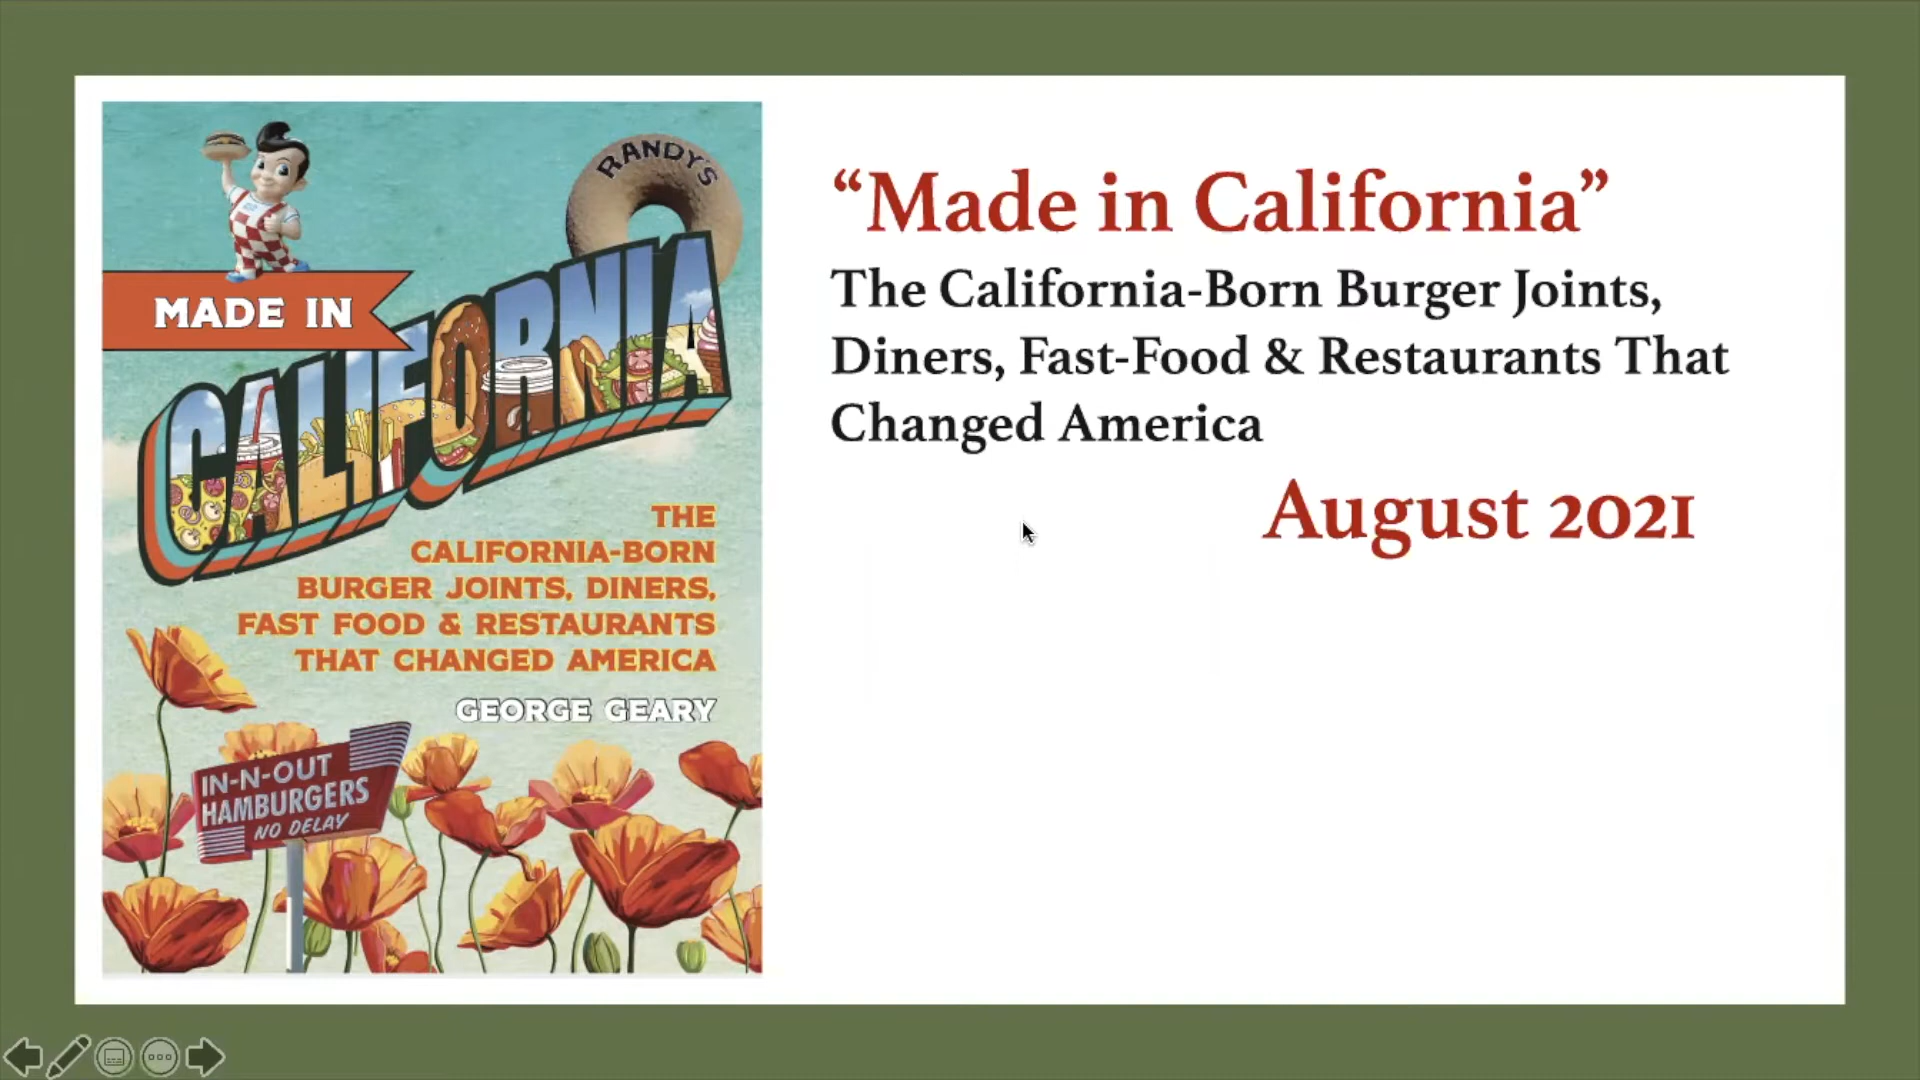 RANDY'S
MADE IN
CALIFORNIA
THE
CALIFORNIA-BORN
BURGER JOINTS, DINERS,
FAST FOOD & RESTAURANTS
THAT CHANGED AMERICA
GEORGE GEARY
IN-N-OUT
HAMBURGERS
NO DELAY
“Made in California”
The California-Born Burger Joints,
Diners, Fast-Food & Restaurants That
Changed America
August 2021